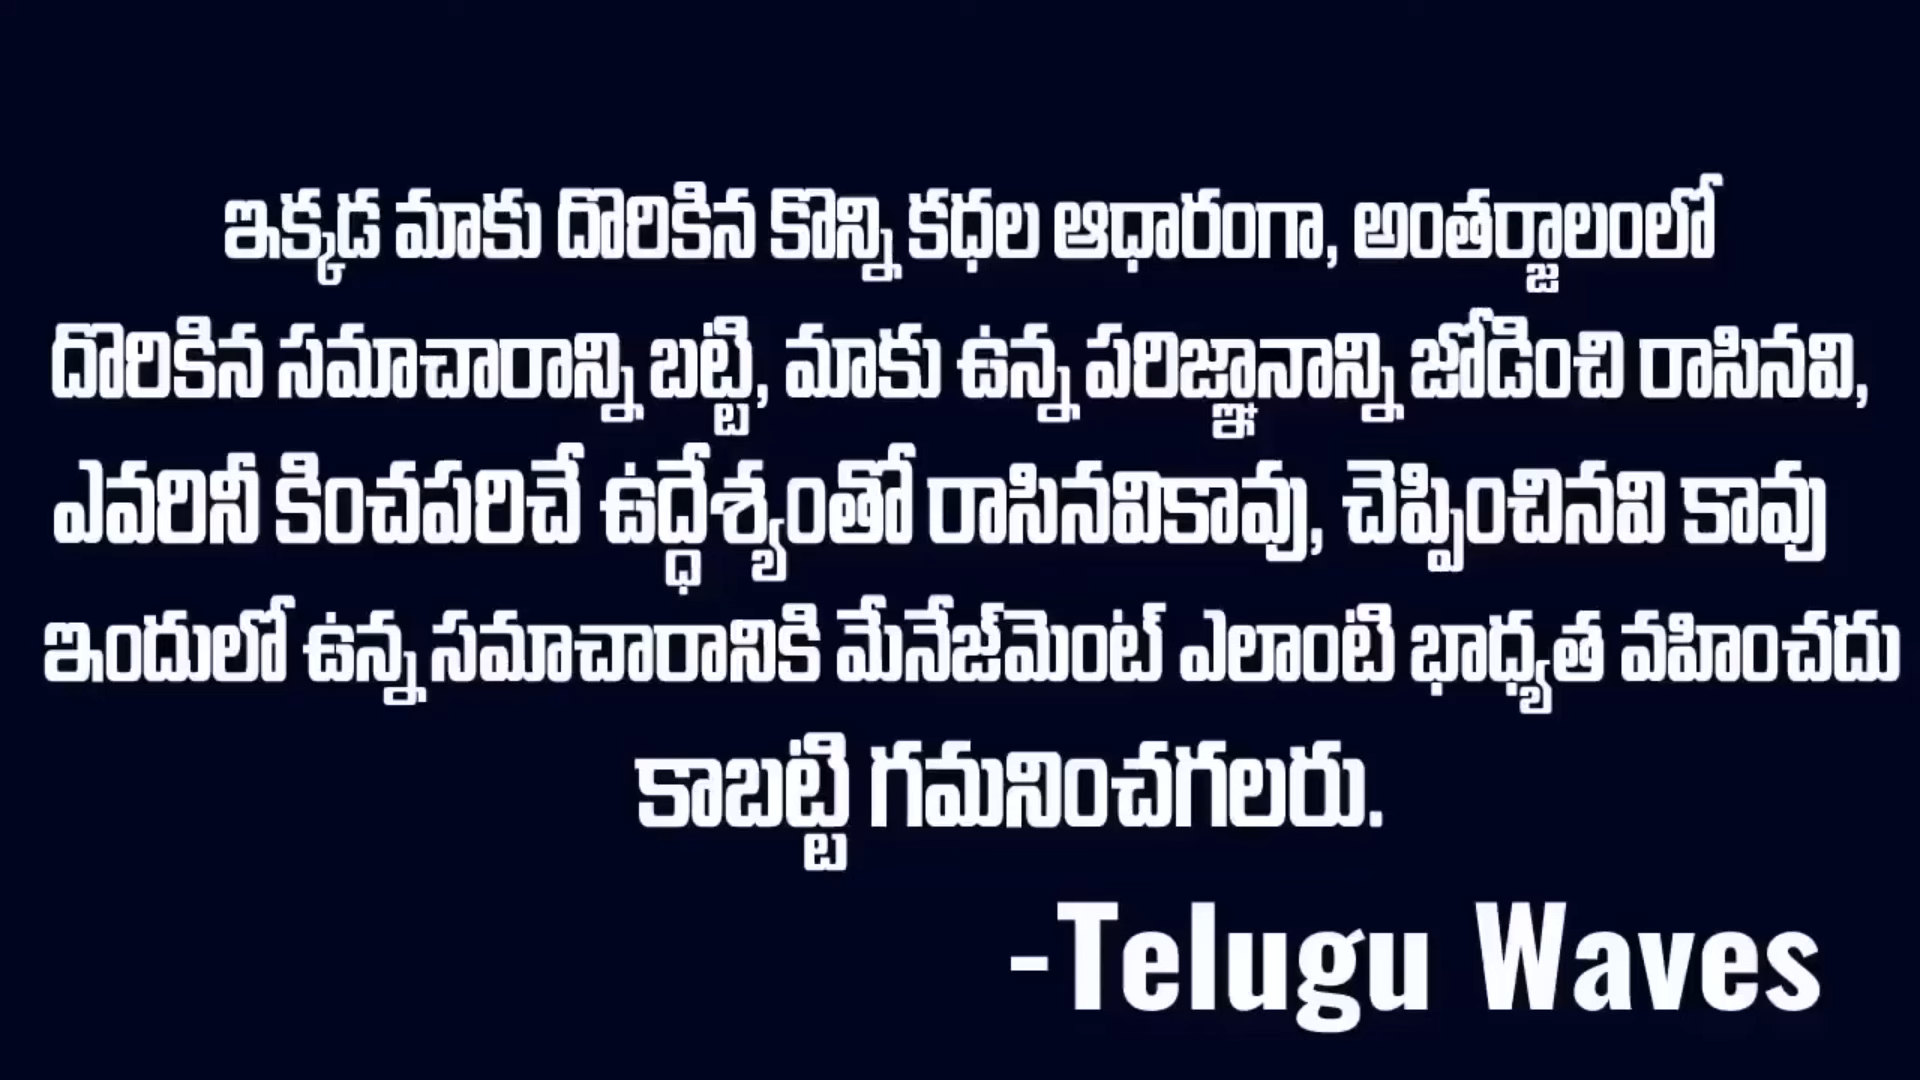 ఇక్కడ మాకు దొరికిన కొన్ని కధల ఆధారంగా, అంతర్జాలంలో
దొరికిన సమాచారాన్ని బట్టి, మాకు ఉన్న పరిజ్ఞానాన్ని జోడించి రాసినవి,
ఎవరినీ కించపరిచే ఉద్ధేశ్యంతో రాసినవికావు, చెప్పించినవి కావు
ఇందులో ఉన్న సమాచారానికి మేనేజ్‌మెంట్ ఎలాంటి భాధ్యత వహించదు
కాబట్టి గమనించగలరు.
-Telugu Waves